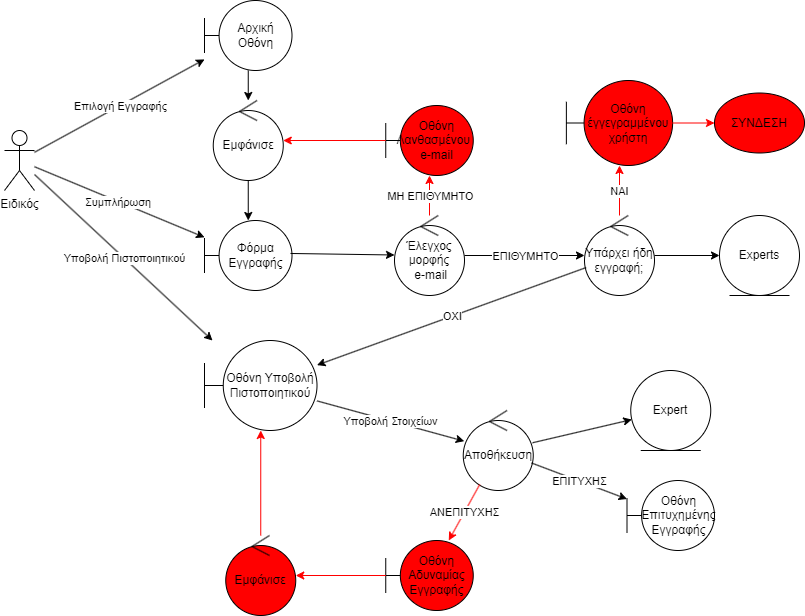 Αρχική
Οθόνη
Επιλογή Εγγραφής
Εμφάνισε
Οθόνη
λανθασμένου
e-mail
Οθόνη
έγγεγραμμένου
χρήστη
ΣΥΝΔΕΣΗ
Ειδικός
Συμπλήρωση
ΜΗ ΕΠΙΘΥΜΗΤΟ
ΝΑΙ
Υποβολή Πιστοποιητικού
Φόρμα
Εγγραφής
Έλεγχος
μορφής
e-mail
ΕΠΙΘΥΜΗΤΟ
Υπάρχει ήδη
εγγραφή;
Experts
ΟΧΙ
Οθόνη Υποβολή
Πιστοποιητικού
Υποβολή Στοιχείων
Expert
Αποθήκευση
ΕΠΙΤΥΧΗΣ
ΑΝΕΠΙΤΥΧΗΣ
Οθόνη
Επιτυχημένης
Εγγραφής
Εμφάνισε
Οθόνη
Αδυναμίας
Εγγραφής